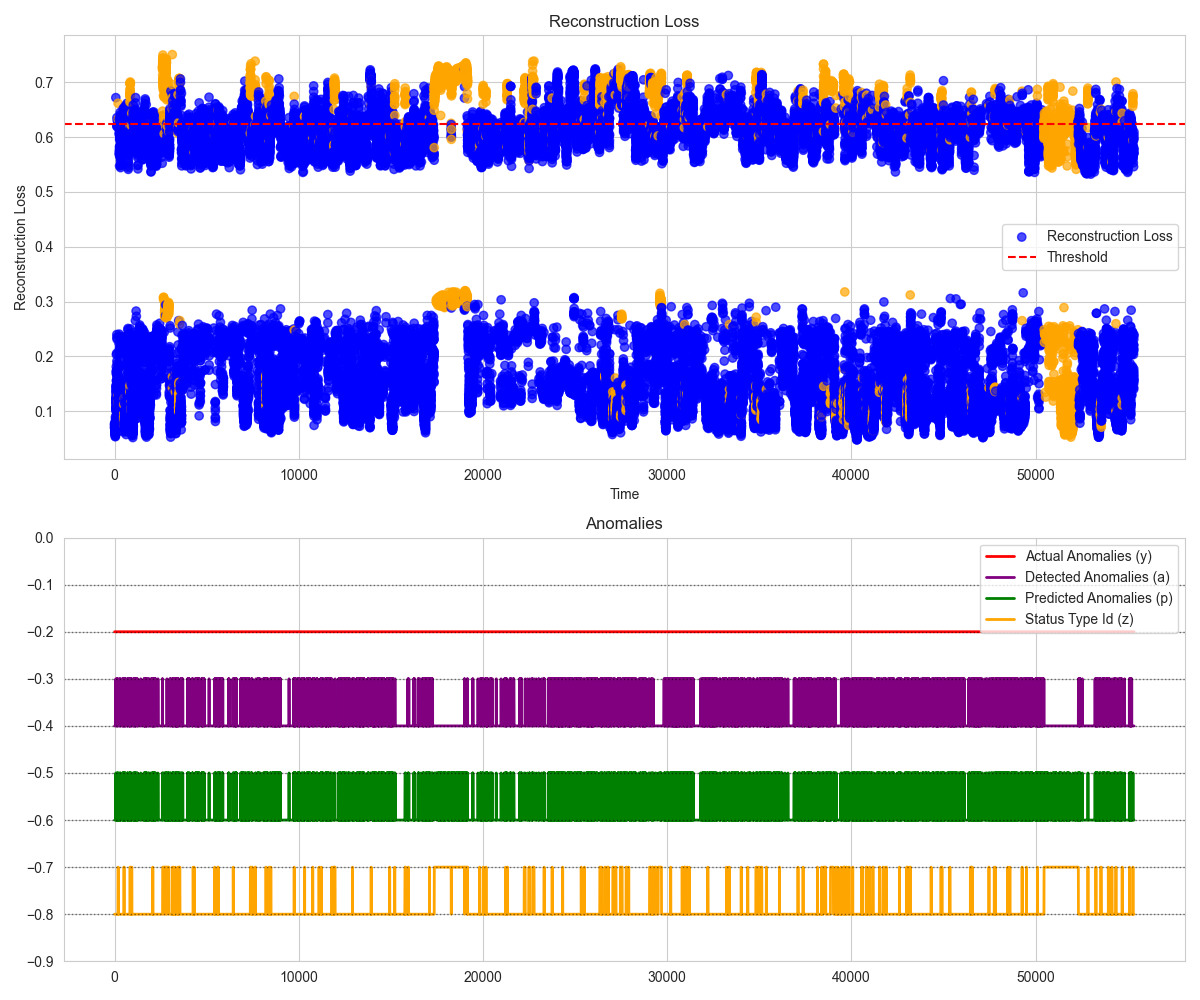 Reconstruction Loss
Reconstruction Loss
0.7
0.6
0.5
0.4
0.3
0.2
0.1
Reconstruction Loss
Threshold
0 10000 20000 30000 40000 50000
Time
Anomalies
0.0
−0.1
−0.2
−0.3
−0.4
−0.5
−0.6
−0.7
−0.8
−0.9
Actual Anomalies (y)
Detected Anomalies (a)
Predicted Anomalies (p)
Status Type Id (z)
0 10000 20000 30000 40000 50000